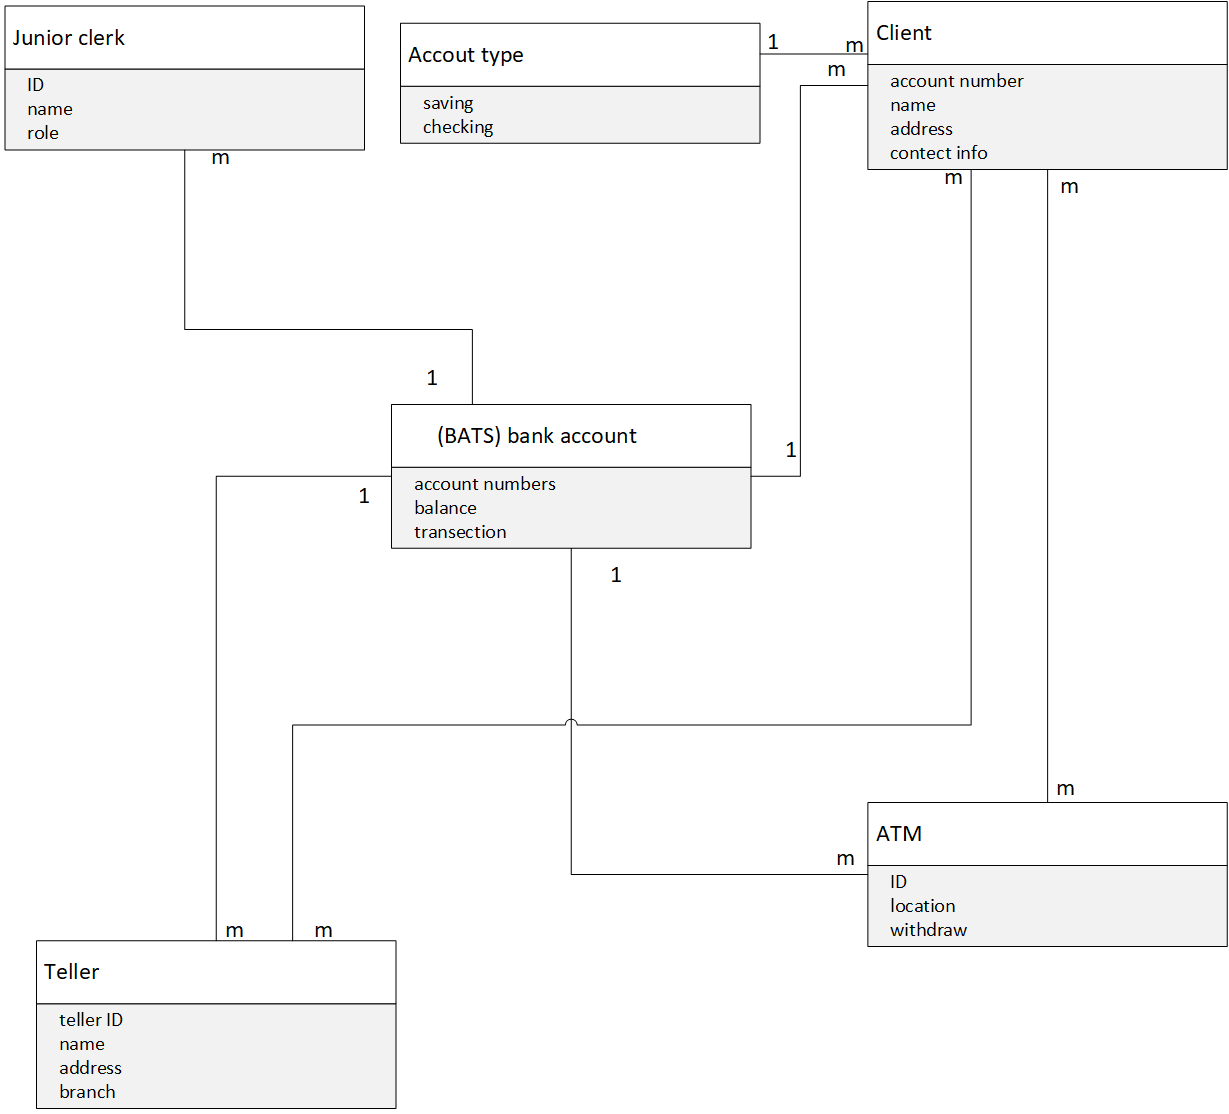 Junior clerk
ID
name
role
m
Accout type
saving
checking
1
m
m
Client
account number
name
address
contect info
m
m
1
(BATS) bank account
account numbers
balance
transection
1
1
1
m
m
ATM
ID
location
withdraw
m
m
Teller
teller ID
name
address
branch